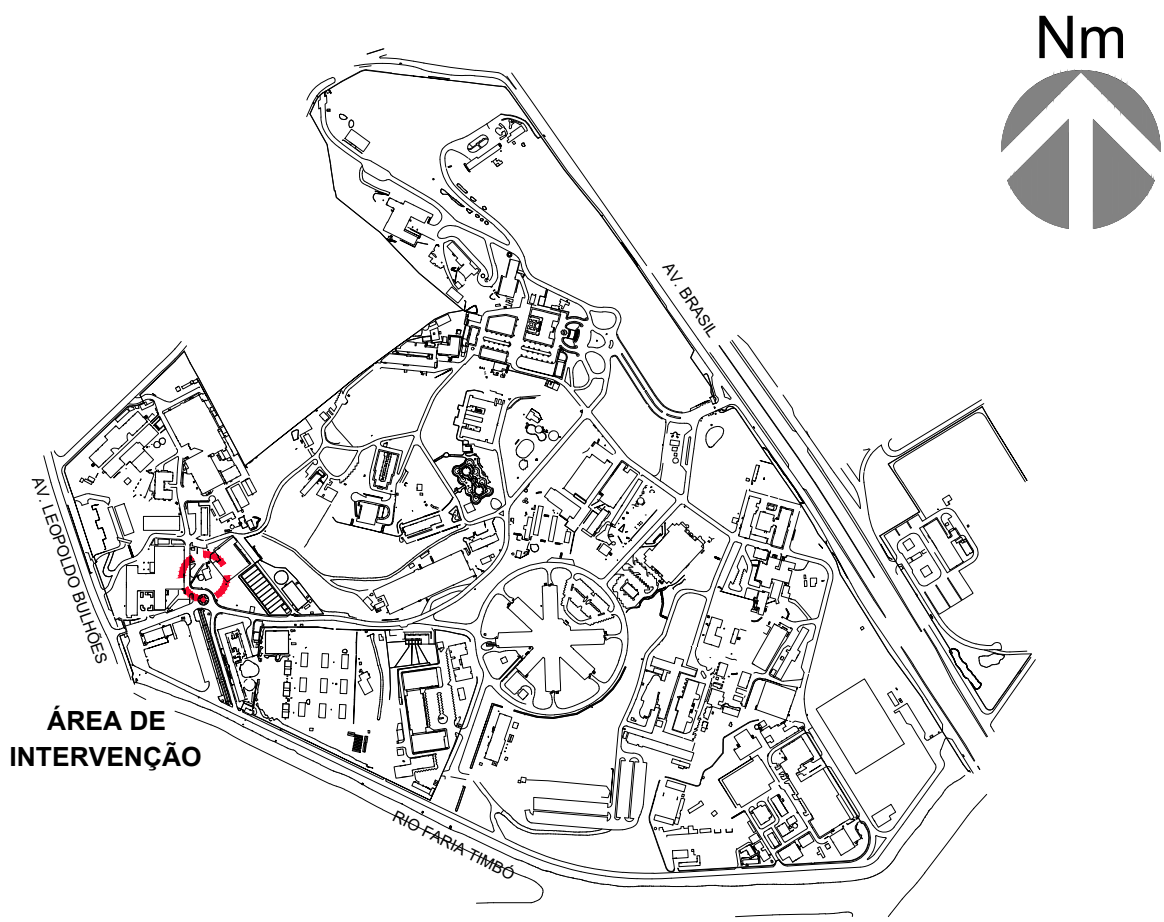 Nm
AV. BRASIL
AV. LEOPOLDO BULHÕES
ÁREA DE
INTERVENÇÃO
RIO FARIA TIMBÓ